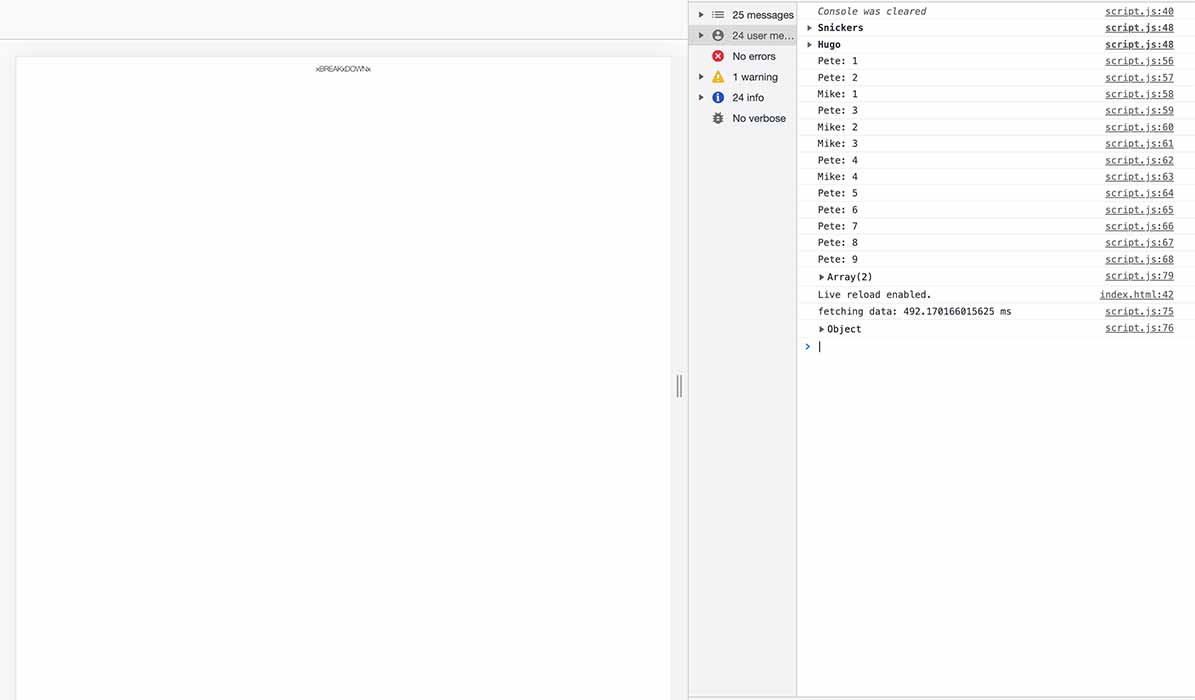 ×BREAK×DOWN×
25 messages
24 user me...
No errors
1 warning
24 info
No verbose
Console was cleared script.js:40
Snickers script.js:48
Hugo script.js:48
Pete: 1 script.js:56
Pete: 2 script.js:57
Mike: 1 script.js:58
Pete: 3 script.js:59
Mike: 2 script.js:60
Mike: 3 script.js:61
Pete: 4 script.js:62
Mike: 4 script.js:63
Pete: 5 script.js:64
Pete: 6 script.js:65
Pete: 7 script.js:66
Pete: 8 script.js:67
Pete: 9 script.js:68
Array(2) script.js:79
Live reload enabled. index.html:42
fetching data: 492.170166015625 ms script.js:75
Object script.js:76